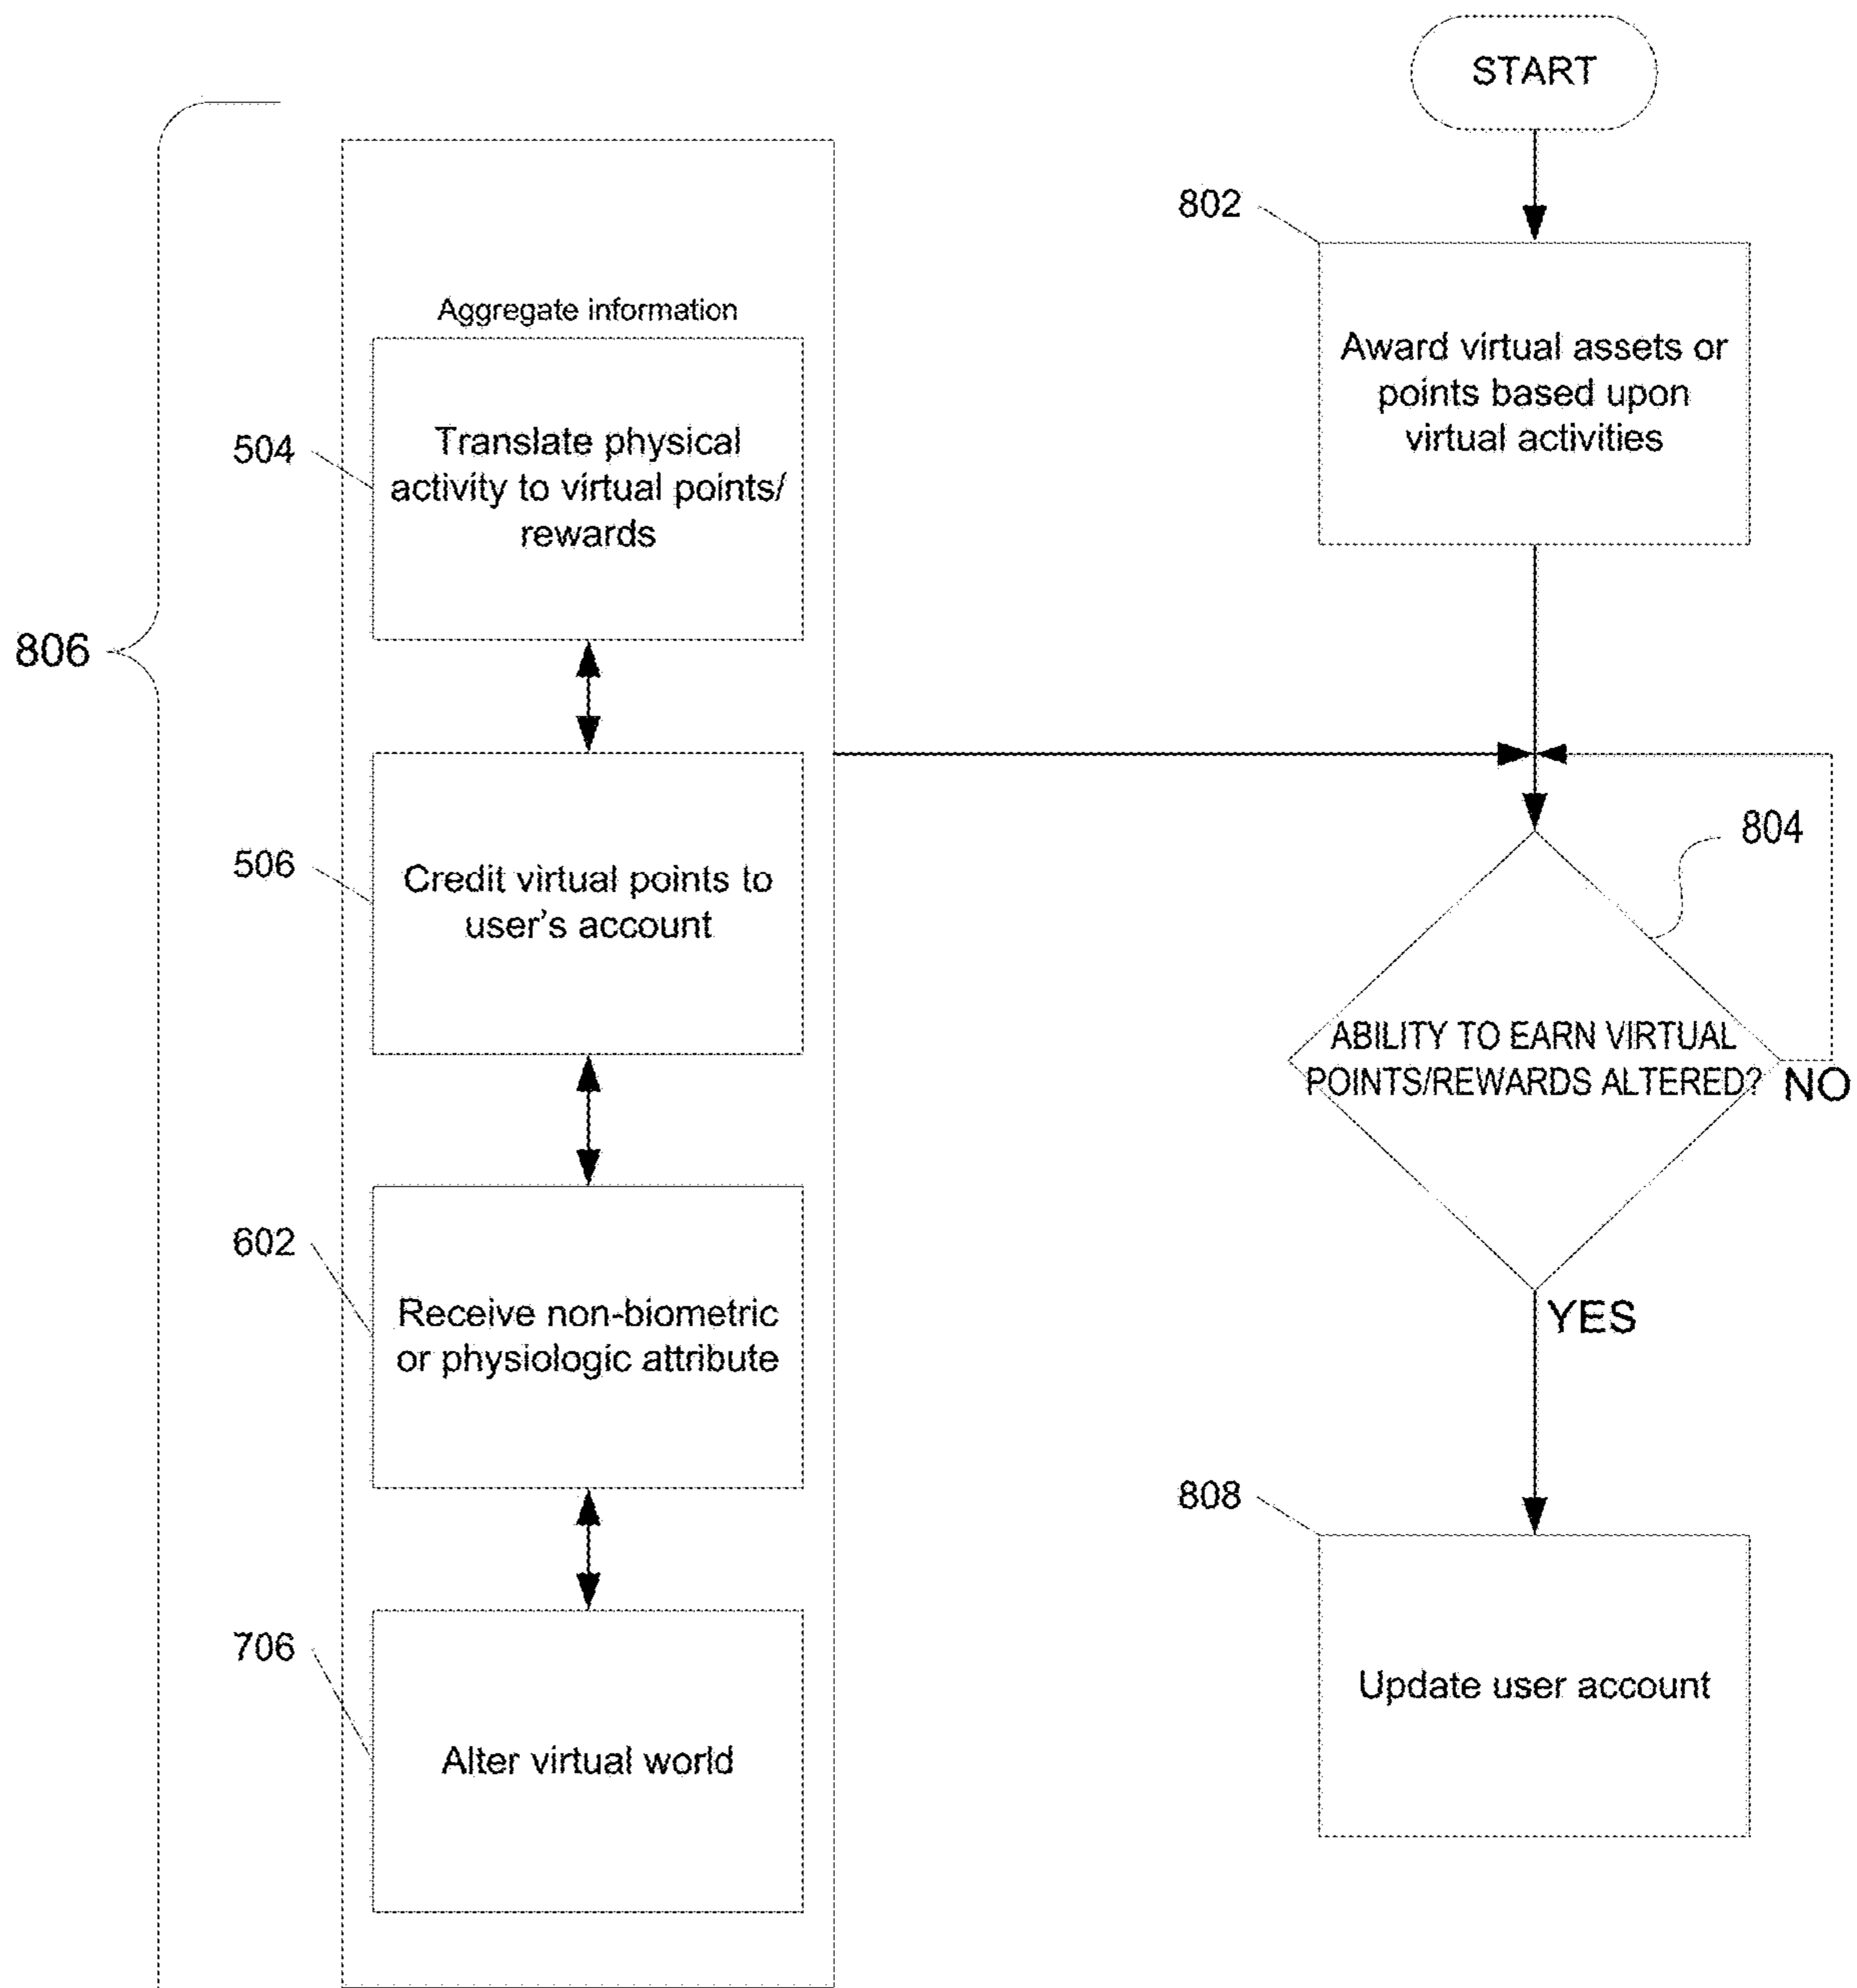 START
802
Award virtual assets or
points based upon
virtual activities
806
Aggregate information
504
Translate physical
activity to virtual points/
rewards
506
Credit virtual points to
user's account
804
ABILITY TO EARN VIRTUAL
POINTS/REWARDS ALTERED?
NO
YES
602
Receive non-biometric
or physiologic attribute
706
Alter virtual world
808
Update user account